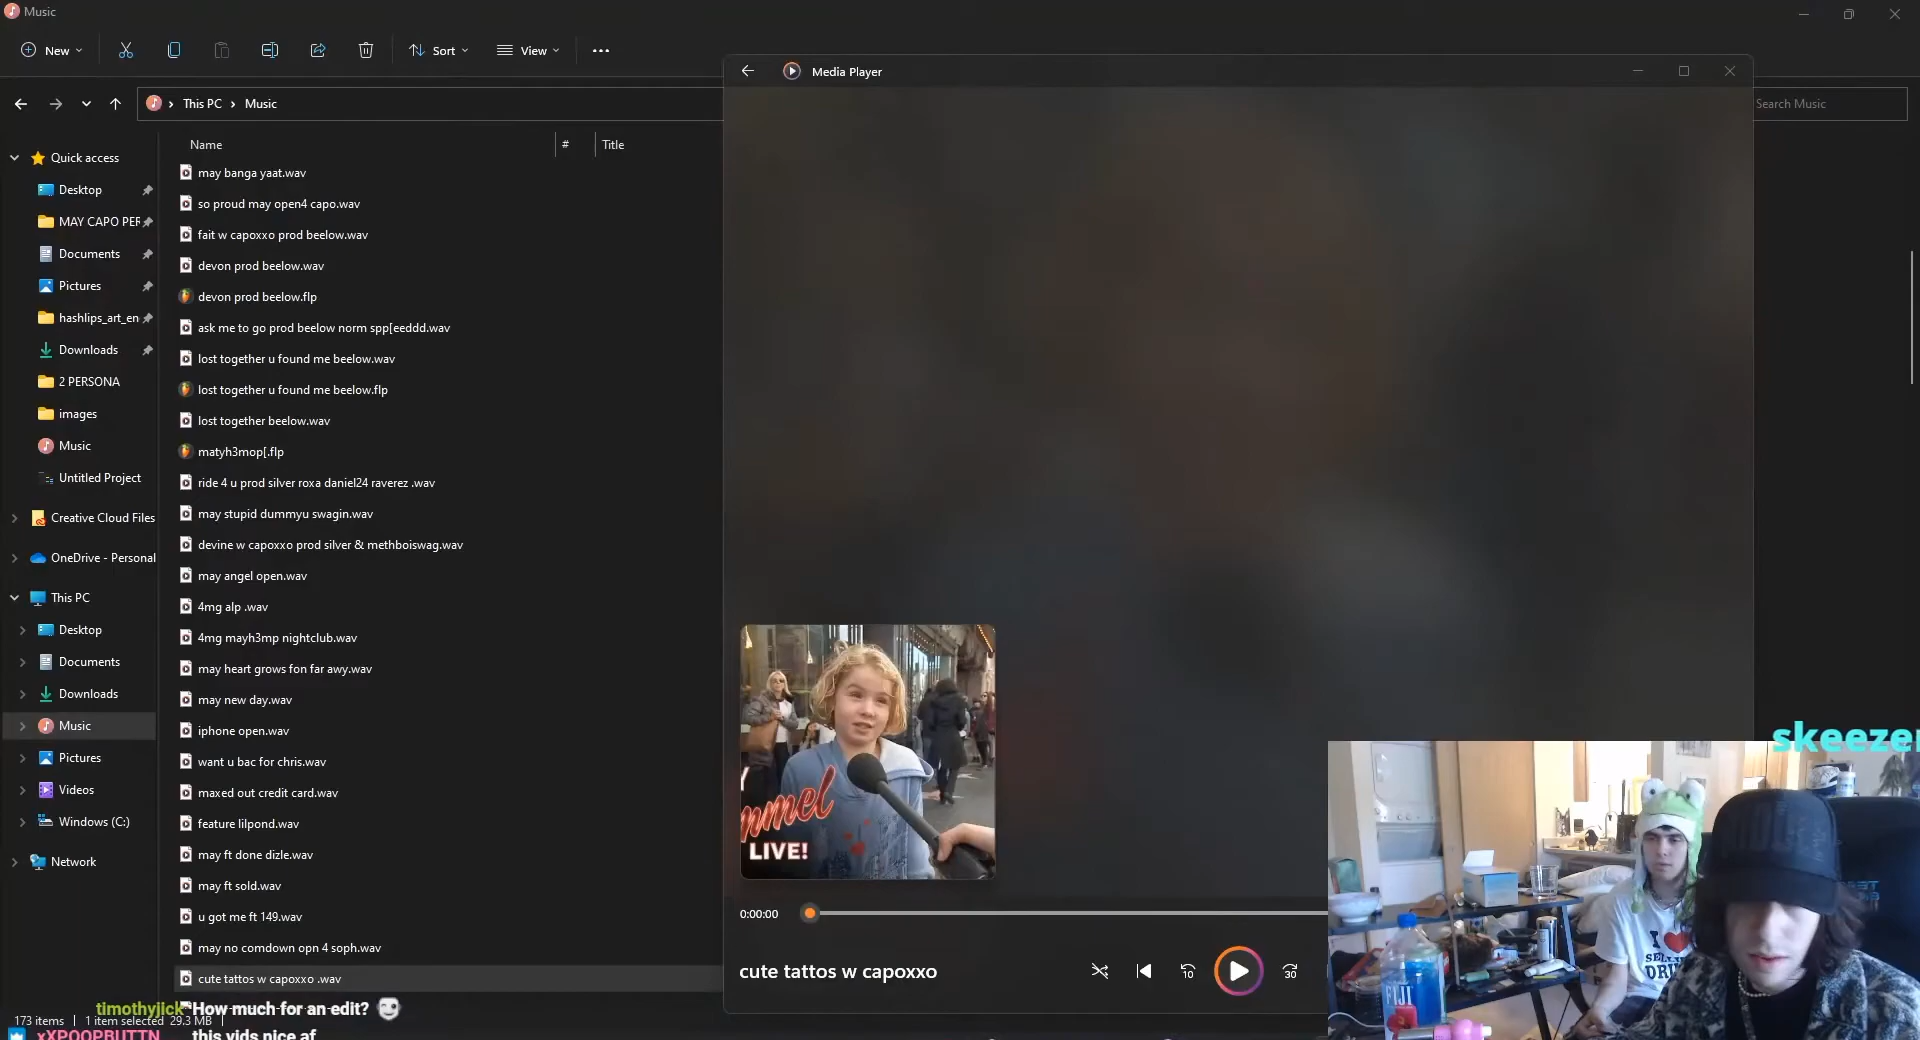 Music
New
Sort
View
Media Player
This PC
Music
Search Music
Name
#
Title
Quick access
Desktop
MAY CAPO PER
Documents
Pictures
hashlips_art_en
Downloads
2 PERSONA
images
Music
Untitled Project
Creative Cloud Files
OneDrive - Personal
This PC
Desktop
Documents
Downloads
Music
Pictures
Videos
Windows (C:)
Network
may banga yaat.wav
so proud may open4 capo.wav
fait w capoxxo prod beelow.wav
devon prod beelow.wav
devon prod beelow.flp
ask me to go prod beelow norm spp[eeddd.wav
lost together u found me beelow.wav
lost together u found me beelow.flp
lost together beelow.wav
matyh3mop[.flp
ride 4 u prod silver roxa daniel24 raverez .wav
may stupid dummyu swagin.wav
devine w capoxxo prod silver & methboiswag.wav
may angel open.wav
4mg alp .wav
4mg mayh3mp nightclub.wav
may heart grows fon far awy.wav
may new day.wav
iphone open.wav
want u bac for chris.wav
maxed out credit card.wav
feature lilpond.wav
may ft done dizle.wav
may ft sold.wav
u got me ft 149.wav
may no comdown opn 4 soph.wav
cute tattos w capoxxo .wav
mmel
LIVE!
0:00:00
cute tattos w capoxxo
10
30
skeeze
I
FIJI
timothyjick How much for an edit?
173 items
1 item selected 29.3 MB
xXPOOPBUTTN this vids nice af